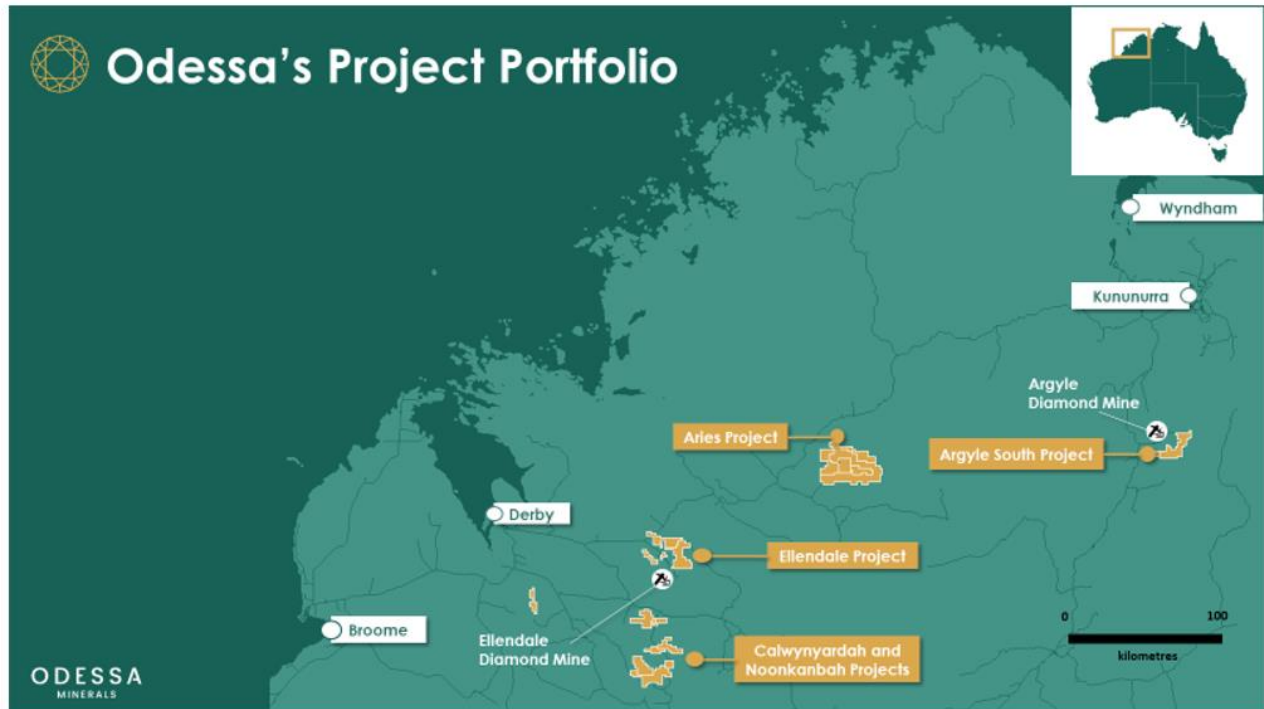 Odessa's Project Portfolio
Wyndham
Kununurra
Argyle
Diamond Mine
Aries Project
Argyle South Project
Derby
Ellendale Project
Broome
Ellendale
Diamond Mine
Calwynyardah and
Noonkanbah Projects
0
100
kilometres
ODESSA
MINERALS